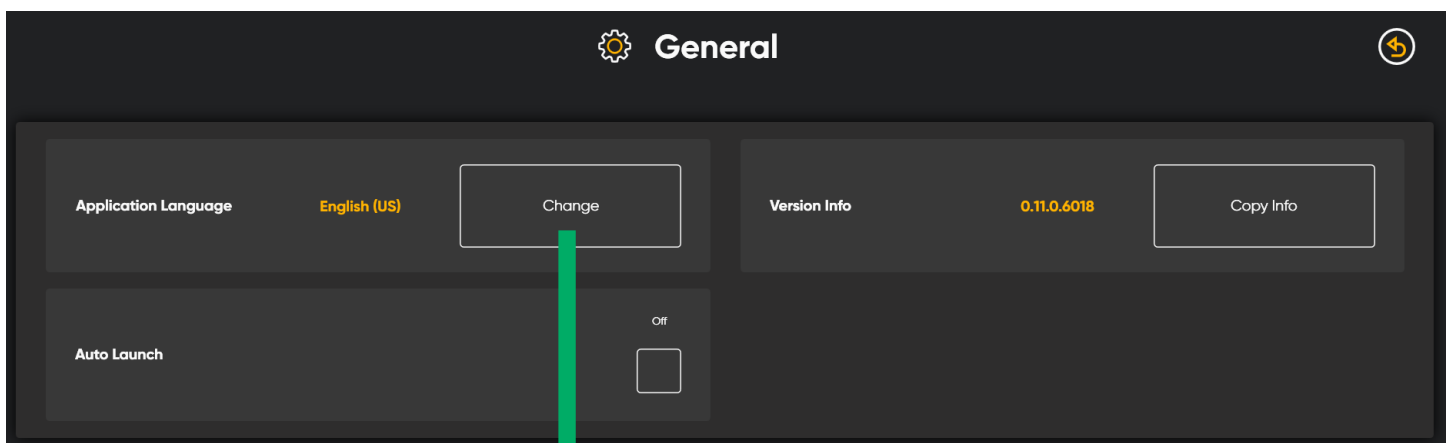 General
Application Language English (US) Change
Version Info 0.11.0.6018 Copy Info
Auto Launch Off